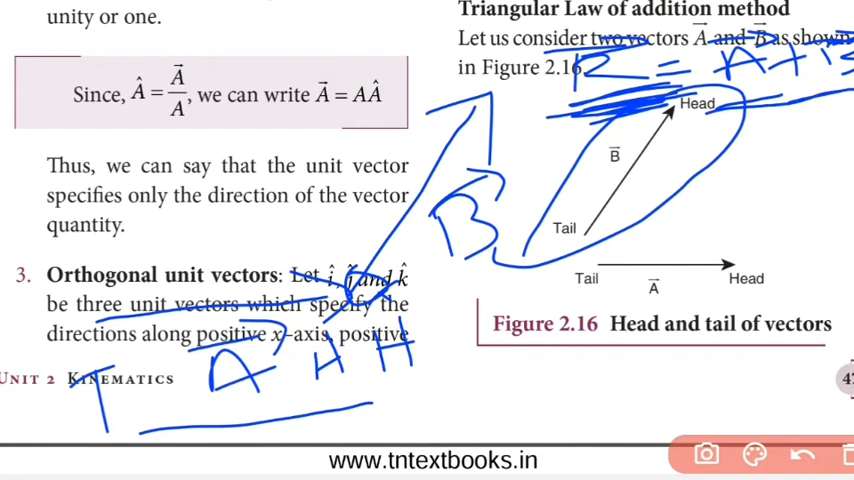 unity or one.
Since, Â = A⃗/A, we can write A⃗ = AÂ
Thus, we can say that the unit vector
specifies only the direction of the vector
quantity.
3. Orthogonal unit vectors: Let î, ĵ and k̂
be three unit vectors which specify the
directions along positive x-axis, positive
UNIT 2 KINEMATICS
T A⃗ H H
B⃗
Triangular Law of addition method
Let us consider two vectors A⃗ and B⃗ as shown
in Figure 2.16.
R = A + B
Head
B⃗
Tail
Tail
A⃗
Head
Figure 2.16 Head and tail of vectors
www.tntextbooks.in